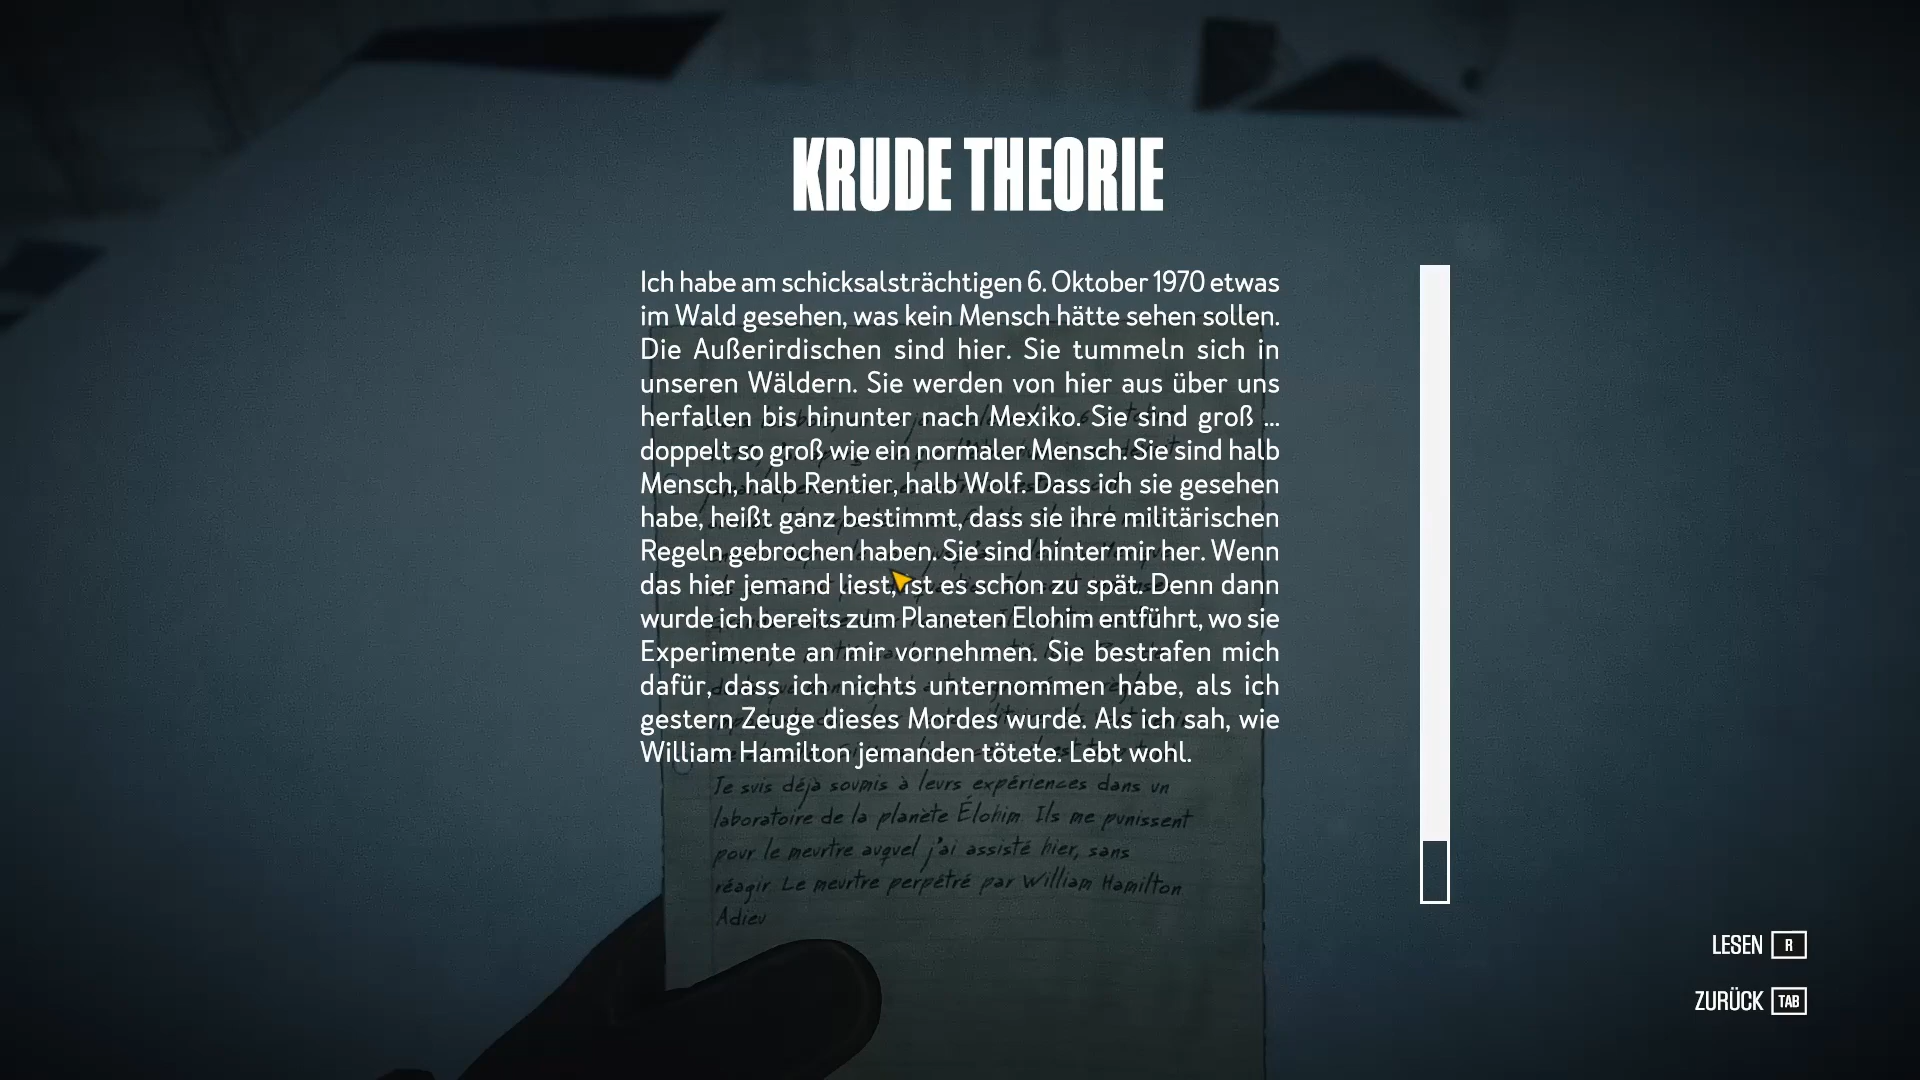 KRUDE THEORIE
Ich habe am schicksalsträchtigen 6. Oktober 1970 etwas
im Wald gesehen, was kein Mensch hätte sehen sollen.
Die Außerirdischen sind hier. Sie tummeln sich in
unseren Wäldern. Sie werden von hier aus über uns
herfallen bis hinunter nach Mexiko. Sie sind groß ...
doppelt so groß wie ein normaler Mensch. Sie sind halb
Mensch, halb Rentier, halb Wolf. Dass ich sie gesehen
habe, heißt ganz bestimmt, dass sie ihre militärischen
Regeln gebrochen haben. Sie sind hinter mir her. Wenn
das hier jemand liest, ist es schon zu spät. Denn dann
wurde ich bereits zum Planeten Elohim entführt, wo sie
Experimente an mir vornehmen. Sie bestrafen mich
dafür, dass ich nichts unternommen habe, als ich
gestern Zeuge dieses Mordes wurde. Als ich sah, wie
William Hamilton jemanden tötete. Lebt wohl.
Je suis déjà soumis à leurs expériences dans un
laboratoire de la planète Élohim. Ils me punissent
pour le meurtre auquel j'ai assisté hier, sans
réagir. Le meurtre perpétré par William Hamilton
Adieu
LESEN R
ZURÜCK TAB